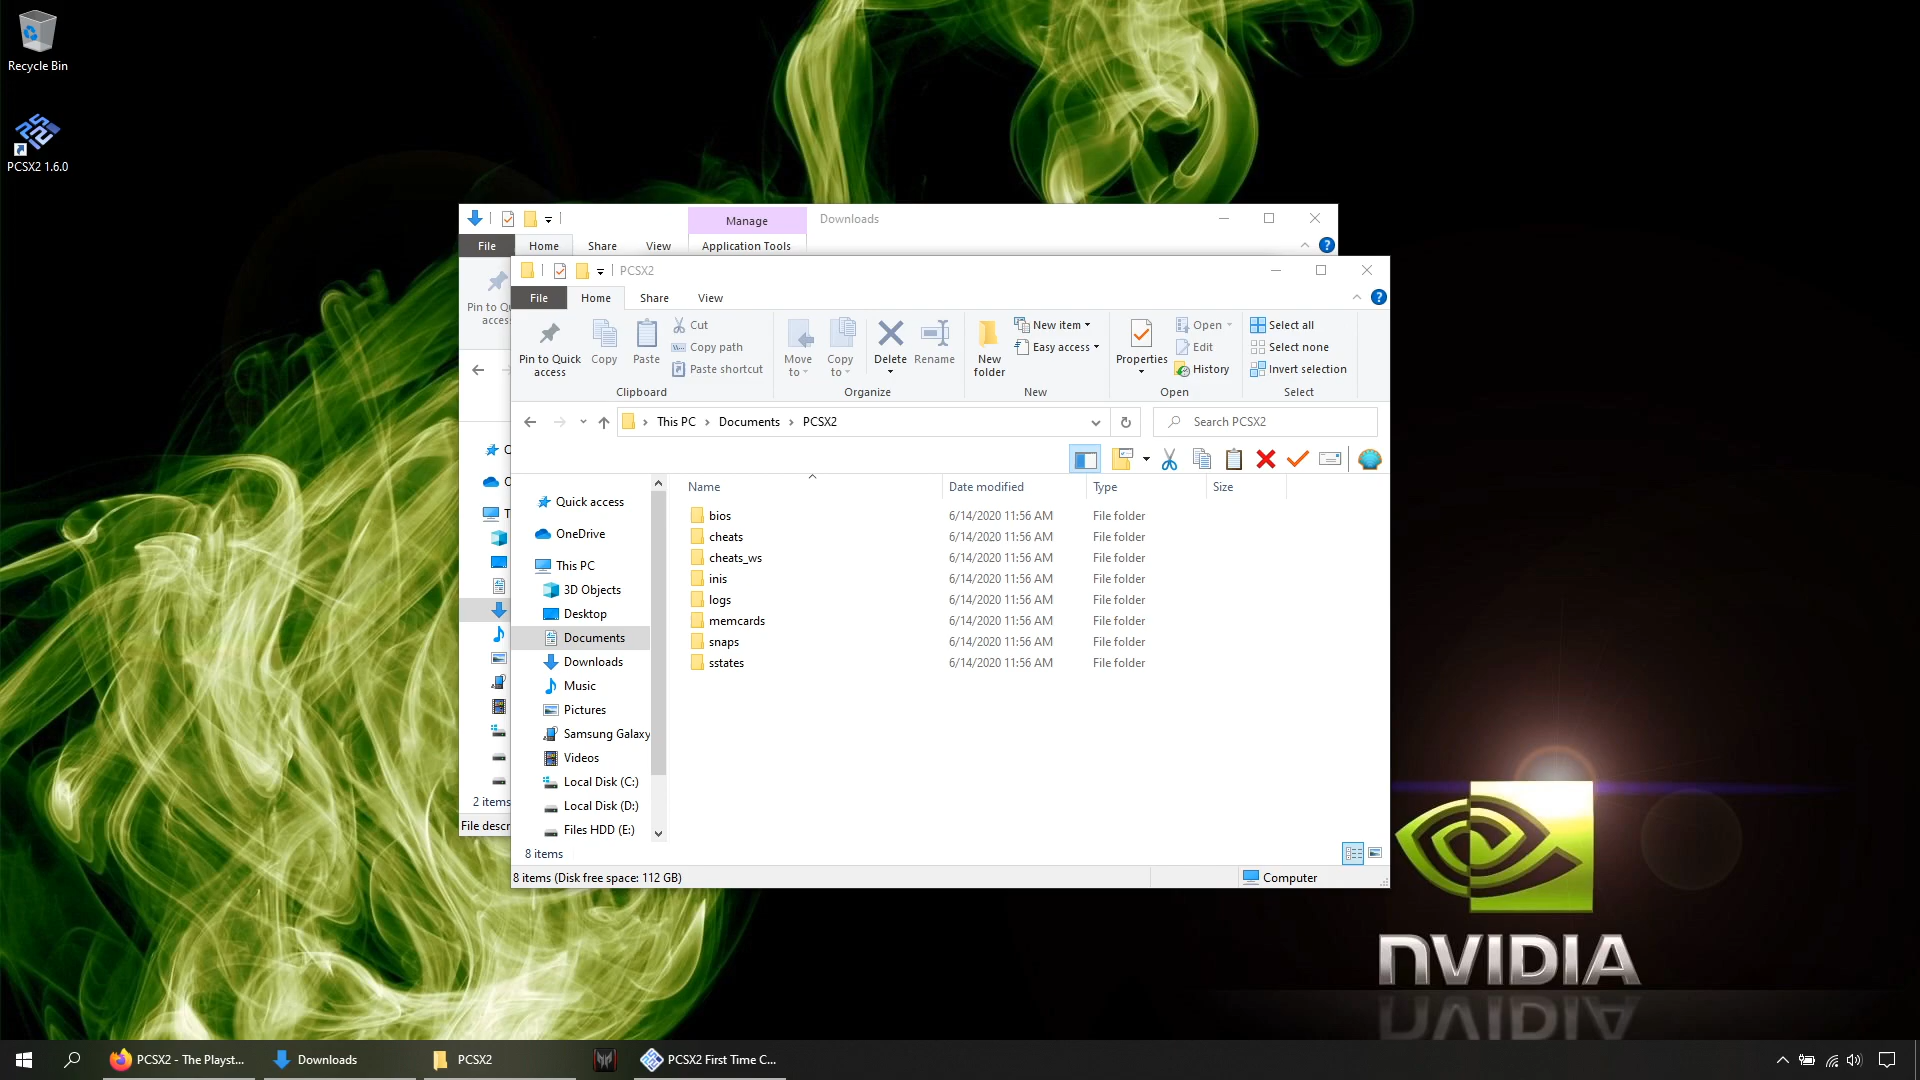 Recycle Bin
PCSX2 1.6.0
Manage
Downloads
File
Home
Share
View
Application Tools
Pin to Qu
access
2 items
File descr
PCSX2
File
Home
Share
View
Pin to Quick access
Copy
Paste
Cut
Copy path
Paste shortcut
Move to
Copy to
Delete
Rename
New folder
New item
Easy access
Properties
Open
Edit
History
Select all
Select none
Invert selection
Clipboard
Organize
New
Open
Select
This PC
Documents
PCSX2
Search PCSX2
Name
Date modified
Type
Size
Quick access
OneDrive
This PC
3D Objects
Desktop
Documents
Downloads
Music
Pictures
Samsung Galaxy
Videos
Local Disk (C:)
Local Disk (D:)
Files HDD (E:)
bios 6/14/2020 11:56 AM File folder
cheats 6/14/2020 11:56 AM File folder
cheats_ws 6/14/2020 11:56 AM File folder
inis 6/14/2020 11:56 AM File folder
logs 6/14/2020 11:56 AM File folder
memcards 6/14/2020 11:56 AM File folder
snaps 6/14/2020 11:56 AM File folder
sstates 6/14/2020 11:56 AM File folder
8 items
8 items (Disk free space: 112 GB)
Computer
NVIDIA
PCSX2 - The Playst...
Downloads
PCSX2
PCSX2 First Time C...